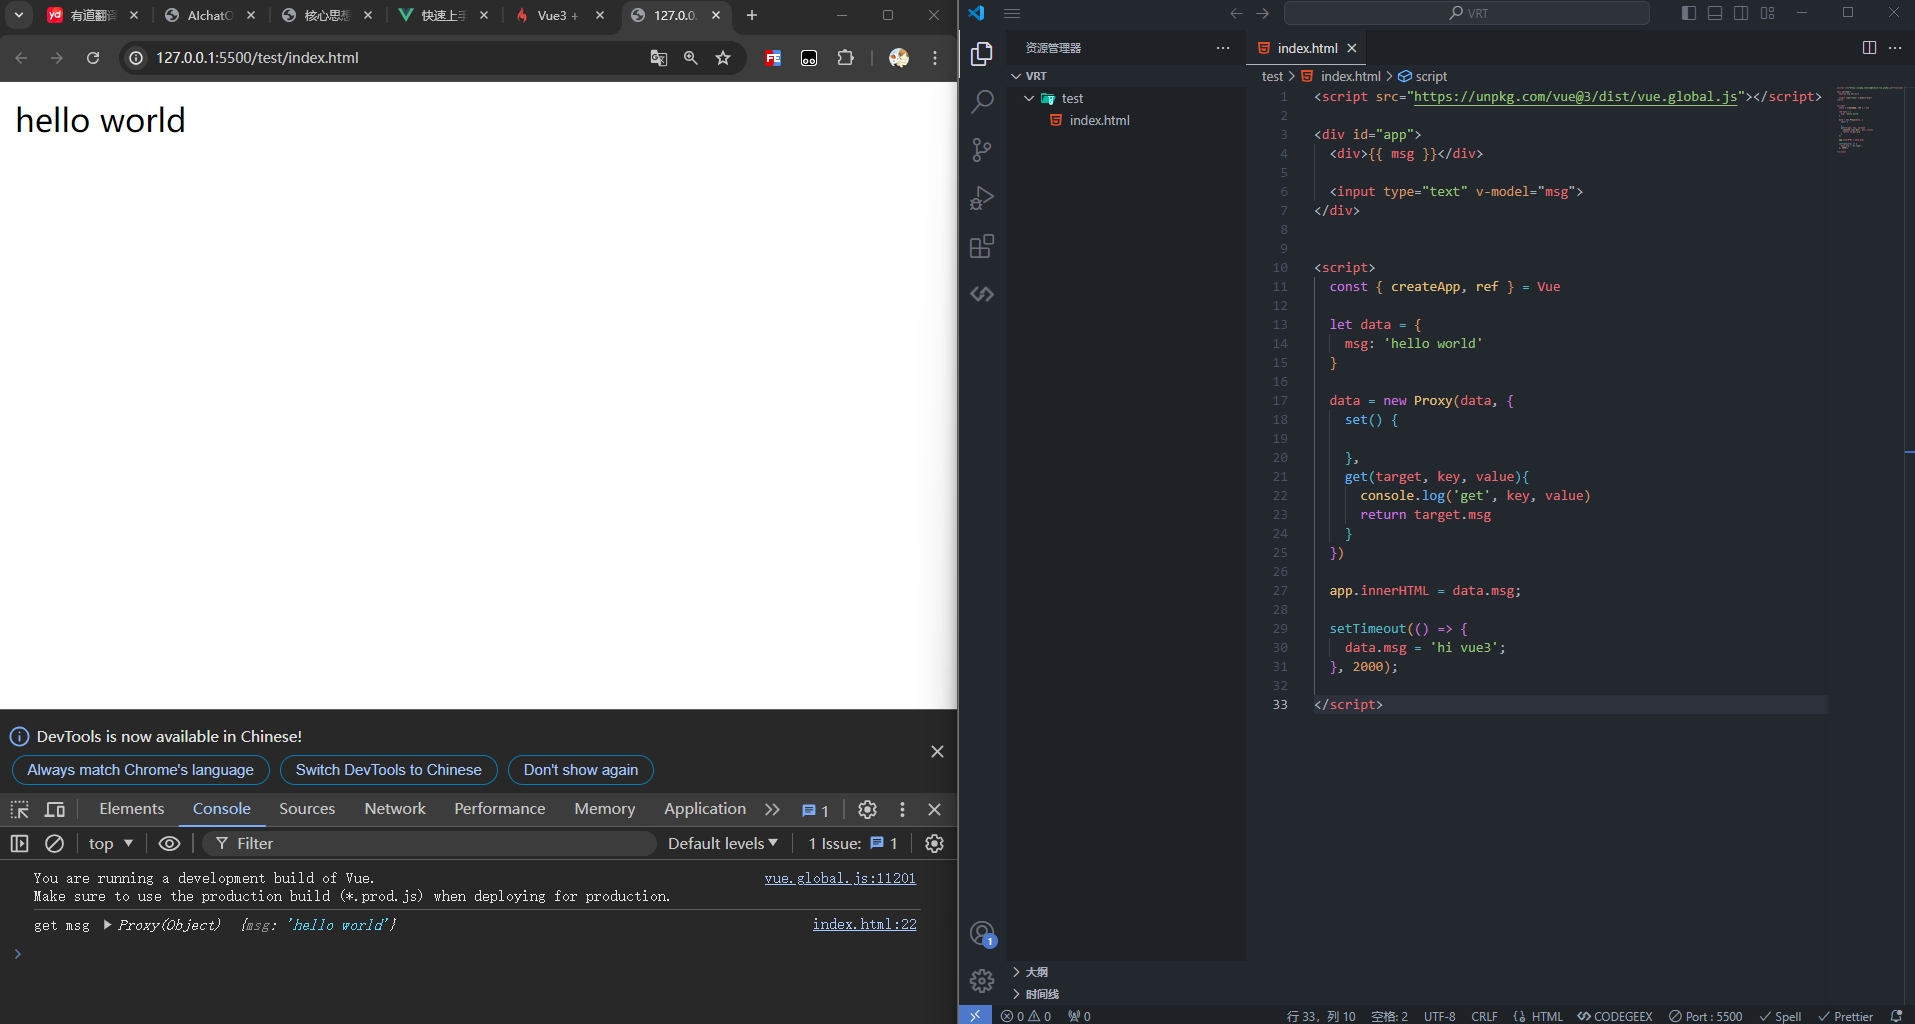 有道翻译
AIchatO
核心思想
快速上手
Vue3 +
127.0.0.
127.0.0.1:5500/test/index.html
hello world
DevTools is now available in Chinese!
Always match Chrome's language
Switch DevTools to Chinese
Don't show again
Elements
Console
Sources
Network
Performance
Memory
Application
1
top
Filter
Default levels
1 Issue:
1
You are running a development build of Vue.
vue.global.js:11201
Make sure to use the production build (*.prod.js) when deploying for production.
get msg Proxy(Object) {msg: 'hello world'}
index.html:22
VRT
资源管理器
VRT
test
index.html
大纲
时间线
1
index.html
test > index.html > script
1 <script src="https://unpkg.com/vue@3/dist/vue.global.js"></script>
2
3 <div id="app">
4 <div>{{ msg }}</div>
5
6 <input type="text" v-model="msg">
7 </div>
8
9
10 <script>
11 const { createApp, ref } = Vue
12
13 let data = {
14 msg: 'hello world'
15 }
16
17 data = new Proxy(data, {
18 set() {
19
20 },
21 get(target, key, value){
22 console.log('get', key, value)
23 return target.msg
24 }
25 })
26
27 app.innerHTML = data.msg;
28
29 setTimeout(() => {
30 data.msg = 'hi vue3';
31 }, 2000);
32
33 </script>
0
0
0
行 33，列 10
空格: 2
UTF-8
CRLF
HTML
CODEGEEX
Port : 5500
Spell
Prettier